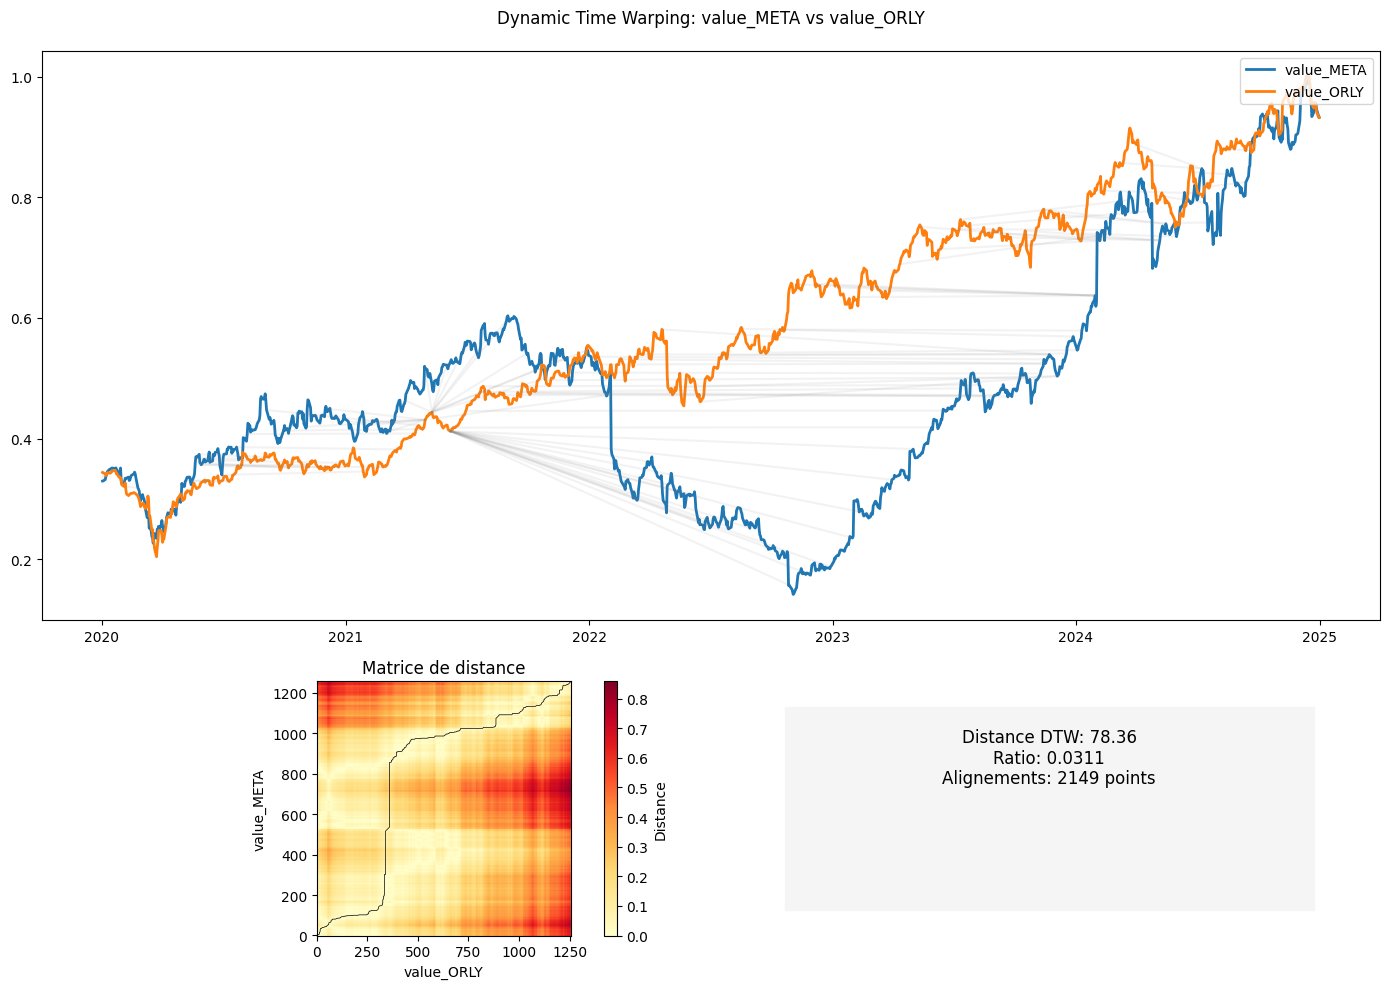 Dynamic Time Warping: value_META vs value_ORLY
1.0
0.8
0.6
0.4
0.2
value_META
value_ORLY
2020 2021 2022 2023 2024 2025
Matrice de distance
1200
1000
800
600
400
200
0
value_META
0 250 500 750 1000 1250
value_ORLY
0.8
0.7
0.6
0.5
0.4
0.3
0.2
0.1
0.0
Distance
Distance DTW: 78.36
Ratio: 0.0311
Alignements: 2149 points